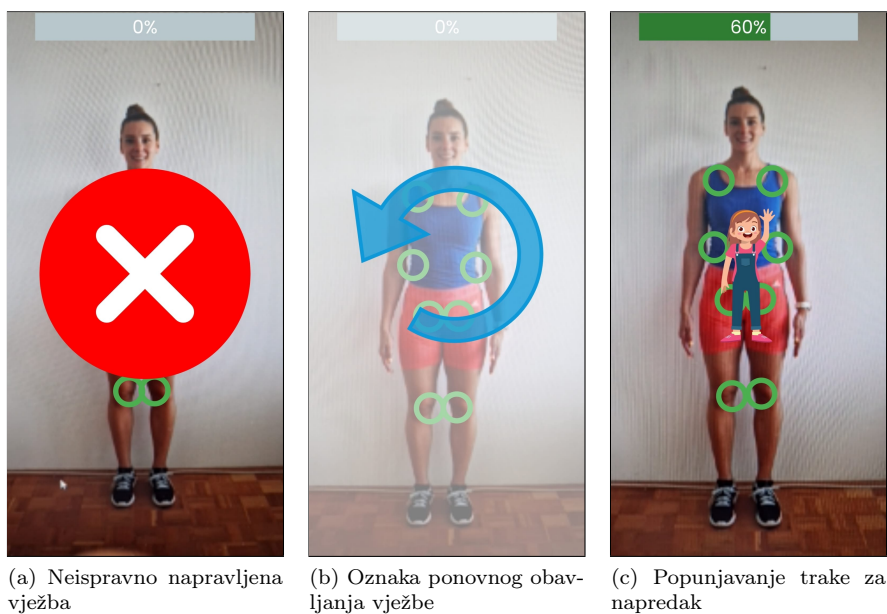 0%
0%
60%
(a) Neispravno napravljena
vježba
(b) Oznaka ponovnog obav-
ljanja vježbe
(c) Popunjavanje trake za
napredak